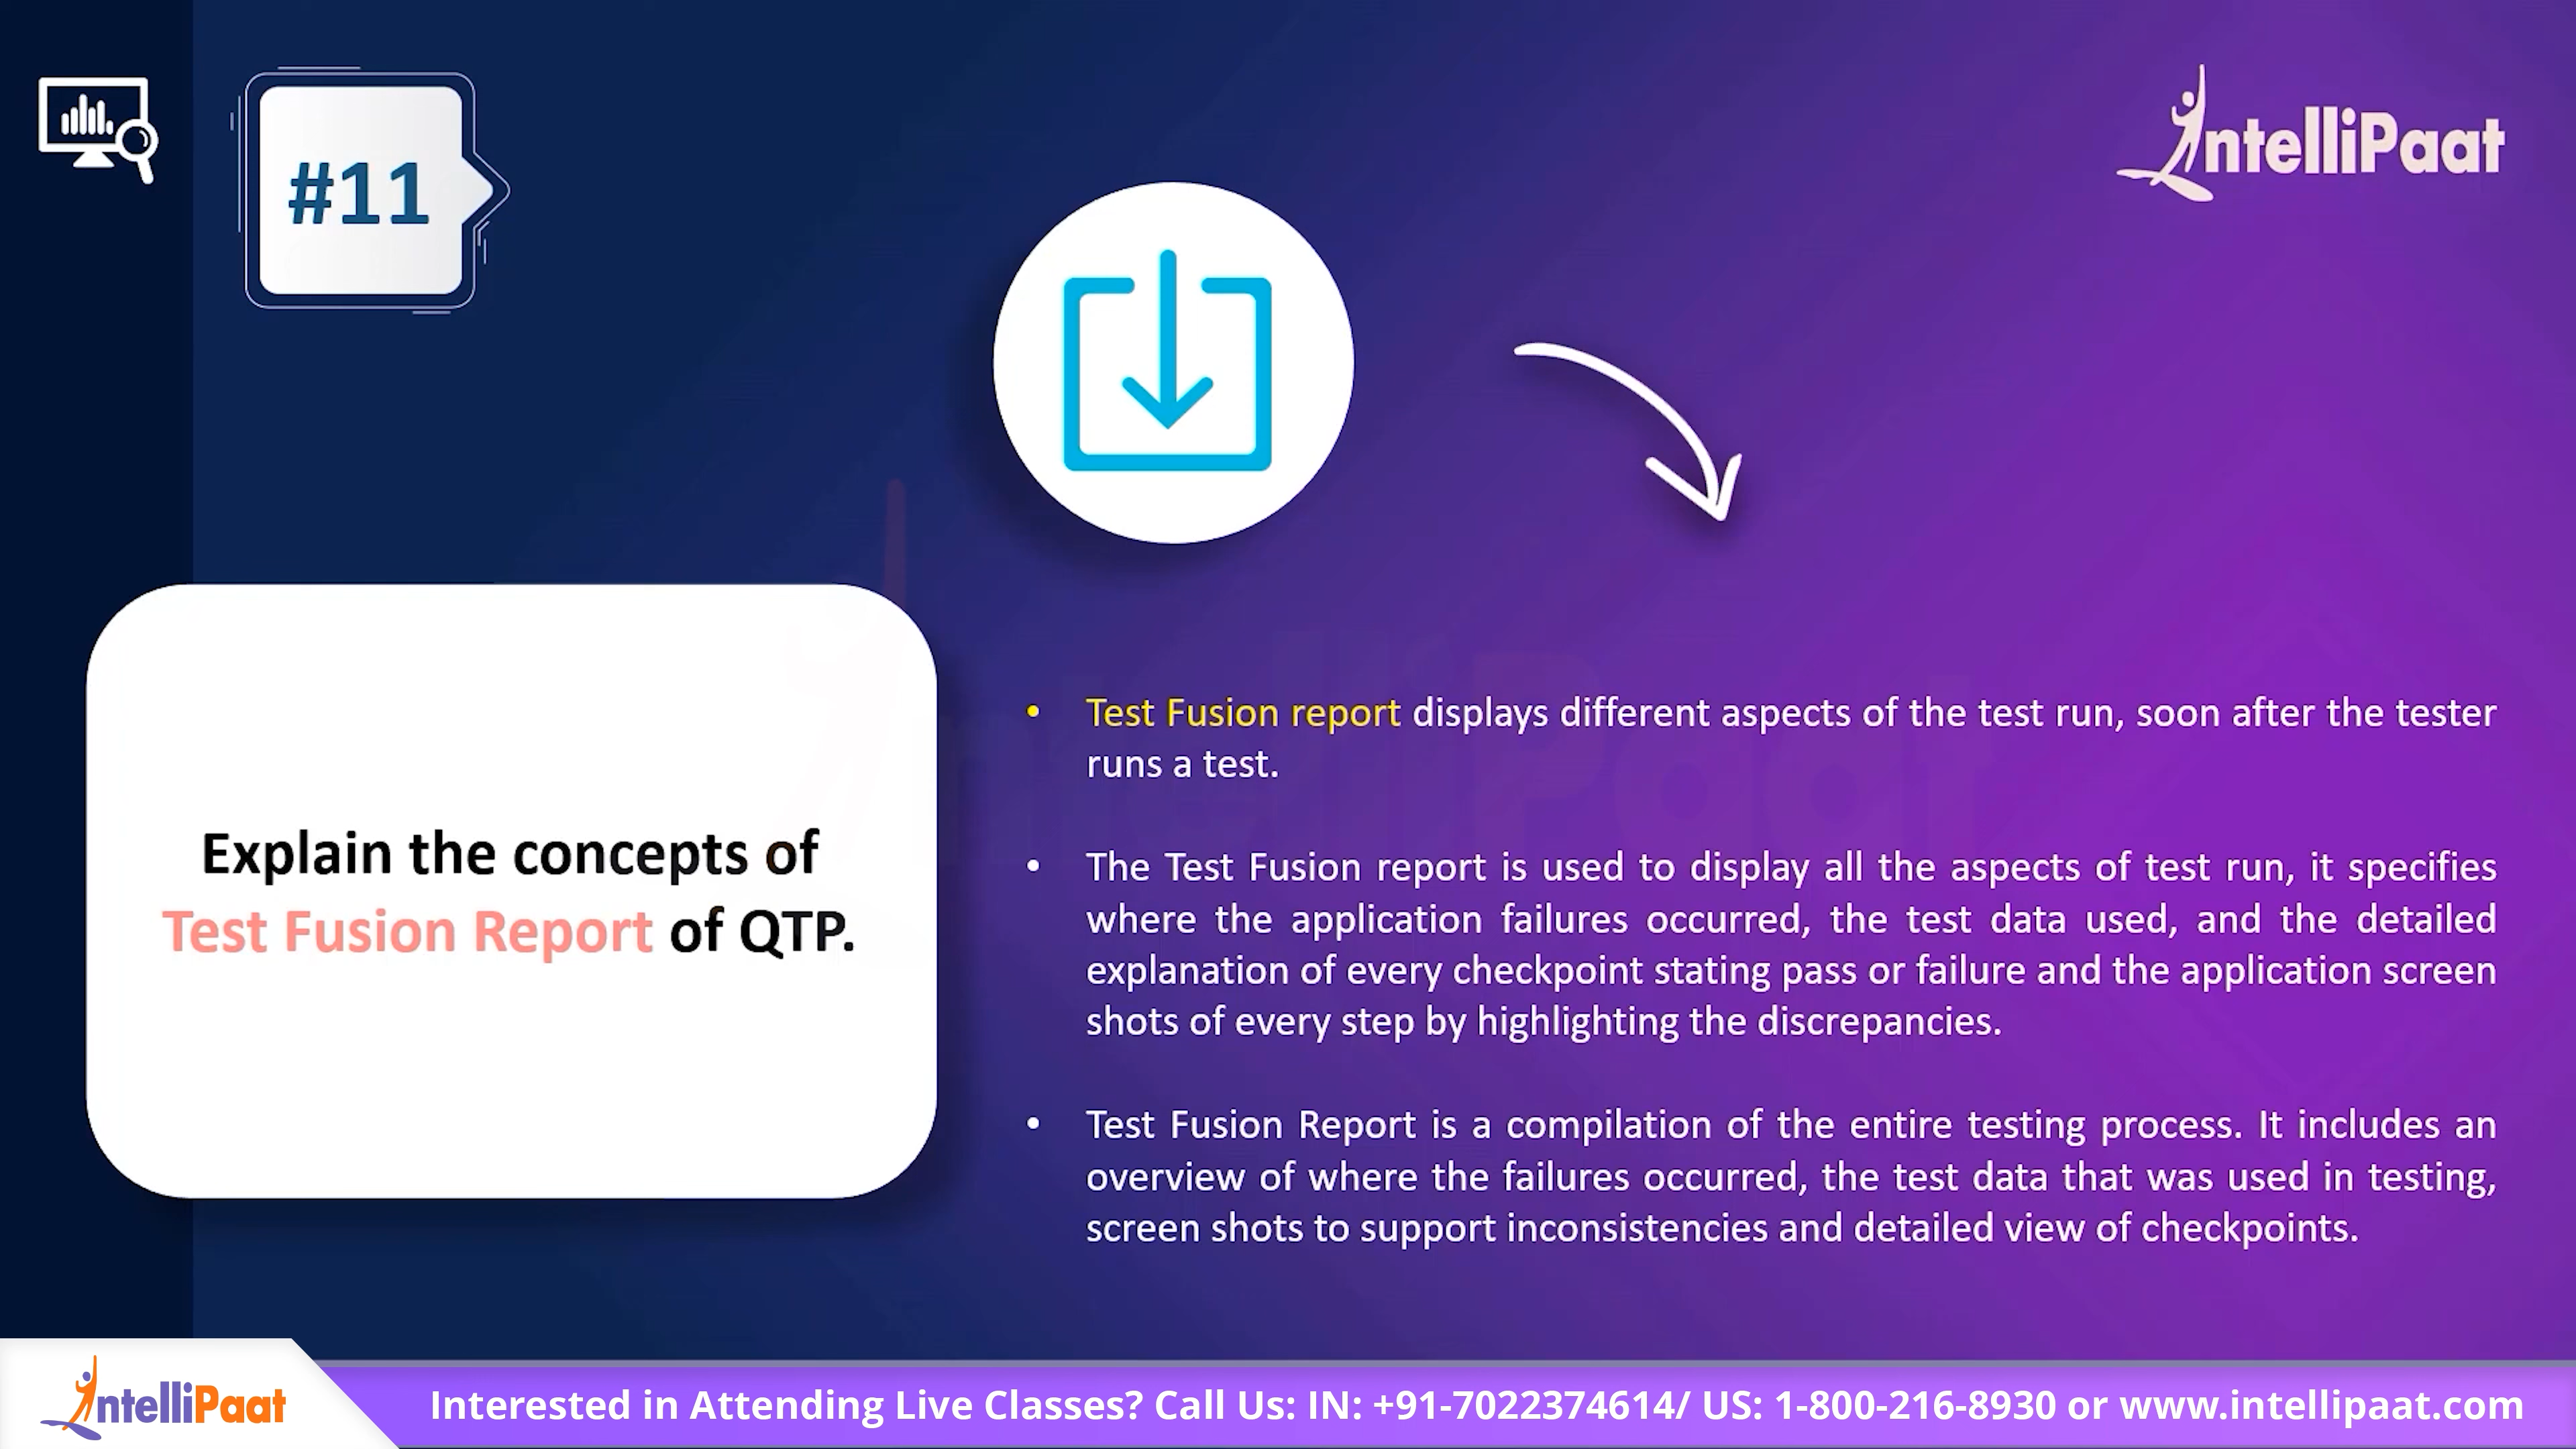 #11
IntelliPaat
Explain the concepts of
Test Fusion Report of QTP.
• Test Fusion report displays different aspects of the test run, soon after the tester
runs a test.
• The Test Fusion report is used to display all the aspects of test run, it specifies
where the application failures occurred, the test data used, and the detailed
explanation of every checkpoint stating pass or failure and the application screen
shots of every step by highlighting the discrepancies.
• Test Fusion Report is a compilation of the entire testing process. It includes an
overview of where the failures occurred, the test data that was used in testing,
screen shots to support inconsistencies and detailed view of checkpoints.
IntelliPaat
Interested in Attending Live Classes? Call Us: IN: +91-7022374614/ US: 1-800-216-8930 or www.intellipaat.com